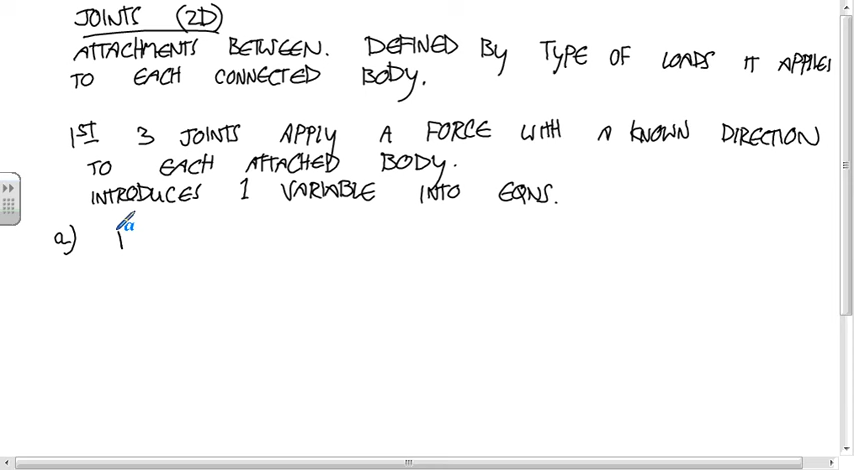 JOINTS (2D)
ATTACHMENTS BETWEEN. DEFINED BY TYPE OF LOADS IT APPLIES
TO EACH CONNECTED BODY.
1ST 3 JOINTS APPLY A FORCE WITH A KNOWN DIRECTION
TO EACH ATTACHED BODY.
INTRODUCES 1 VARIABLE INTO EQNS.
a)